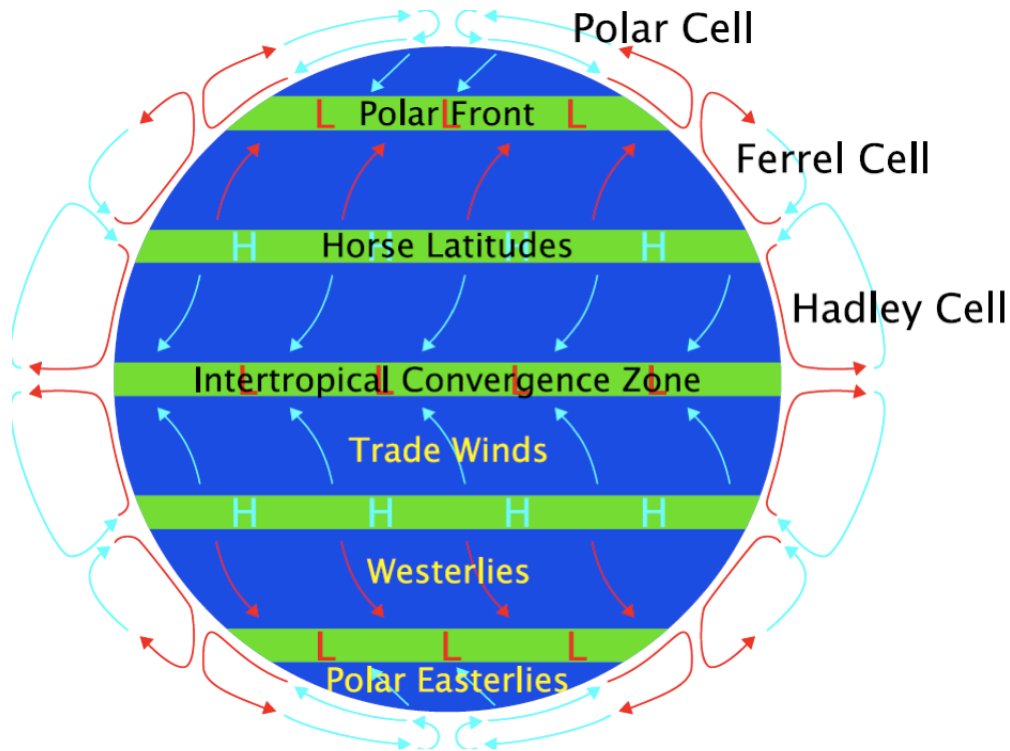 Polar Cell
L L L
Polar Front
Ferrel Cell
H H H H
Horse Latitudes
Hadley Cell
L L L L
Intertropical Convergence Zone
Trade Winds
H H H H
Westerlies
L L L
Polar Easterlies